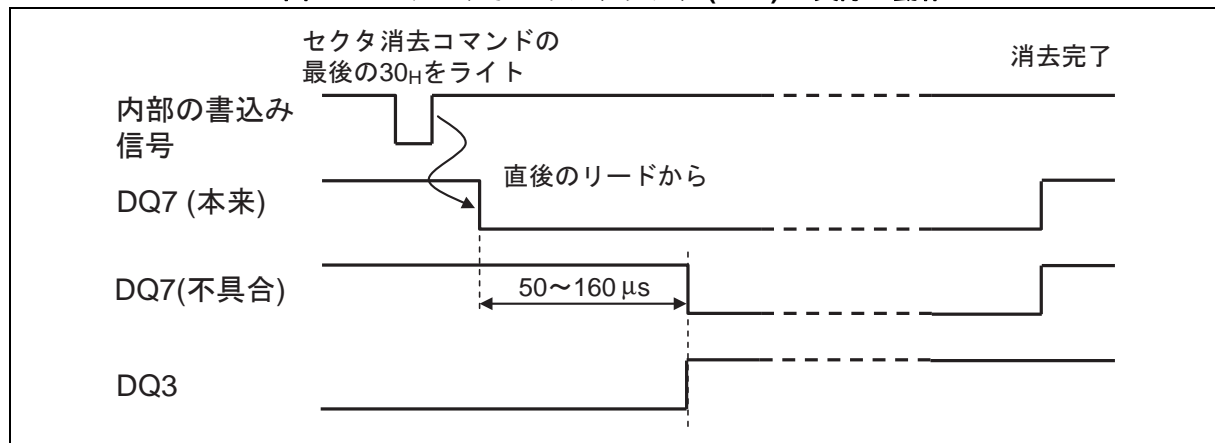 セクタ消去コマンドの
最後の30Hをライト
消去完了
内部の書込み
信号
直後のリードから
DQ7 (本来)
DQ7(不具合)
50～160 μs
DQ3